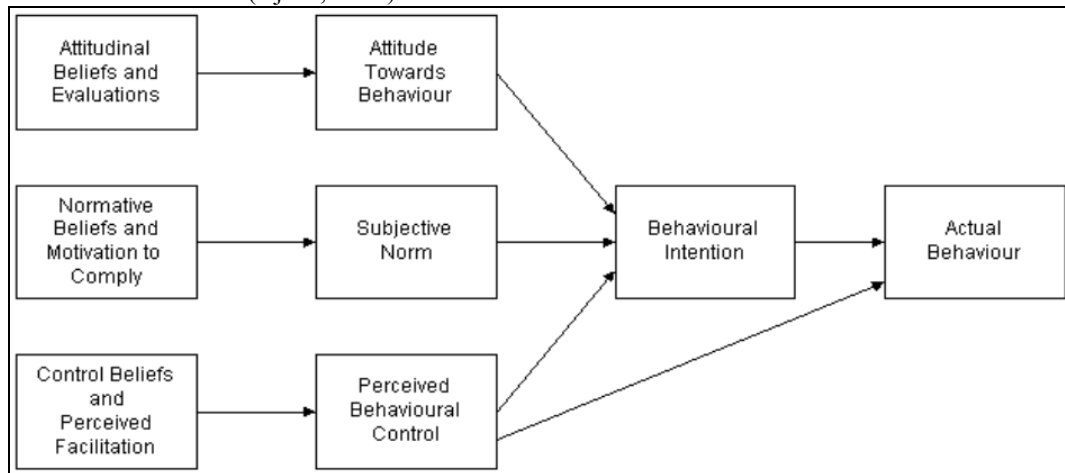 Attitudinal
Beliefs and
Evaluations
Attitude
Towards
Behaviour
Normative
Beliefs and
Motivation to
Comply
Subjective
Norm
Behavioural
Intention
Actual
Behaviour
Control Beliefs
and
Perceived
Facilitation
Perceived
Behavioural
Control